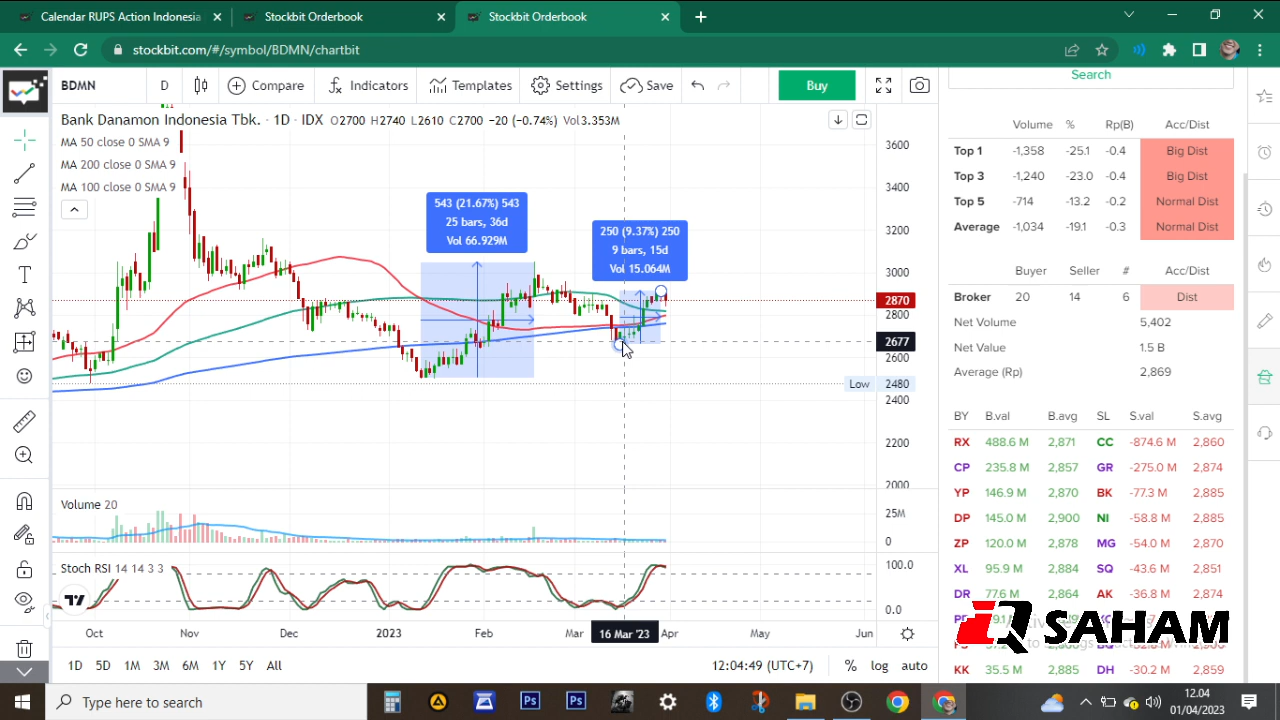 Calendar RUPS Action Indonesia
Stockbit Orderbook
Stockbit Orderbook
stockbit.com/#/symbol/BDMN/chartbit
BDMN
D
Compare
Indicators
Templates
Settings
Save
Buy
Bank Danamon Indonesia Tbk. · 1D · IDX O2700 H2740 L2610 C2700 -20 (-0.74%) Vol3.353M
MA 50 close 0 SMA 9
MA 200 close 0 SMA 9
MA 100 close 0 SMA 9
543 (21.67%) 543
25 bars, 36d
Vol 66.929M
250 (9.37%) 250
9 bars, 15d
Vol 15.064M
3600
3400
3200
3000
2870
2800
2677
2600
Low 2480
2400
2200
2000
Volume 20
25M
0
Stoch RSI 14 14 3 3
100.0
0.0
Oct
Nov
Dec
2023
Feb
Mar
16 Mar '23
Apr
May
Jun
1D 5D 1M 3M 6M 1Y 5Y All
12:04:49 (UTC+7)
% log auto
Search
Volume % Rp(B) Acc/Dist
Top 1 -1,358 -25.1 -0.4 Big Dist
Top 3 -1,240 -23.0 -0.4 Big Dist
Top 5 -714 -13.2 -0.2 Normal Dist
Average -1,034 -19.1 -0.3 Normal Dist
Buyer Seller # Acc/Dist
Broker 20 14 6 Dist
Net Volume 5,402
Net Value 1.5 B
Average (Rp) 2,869
BY B.val B.avg SL S.val S.avg
RX 488.6 M 2,871 CC -874.6 M 2,860
CP 235.8 M 2,857 GR -275.0 M 2,874
YP 146.9 M 2,870 BK -77.3 M 2,885
DP 145.0 M 2,900 NI -58.8 M 2,885
ZP 120.0 M 2,878 MG -54.0 M 2,870
XL 95.9 M 2,884 SQ -43.6 M 2,851
DR 77.6 M 2,864 AK -36.8 M 2,874
KK 35.5 M 2,885 DH -30.2 M 2,859
SAHAM
Type here to search
12.04
01/04/2023